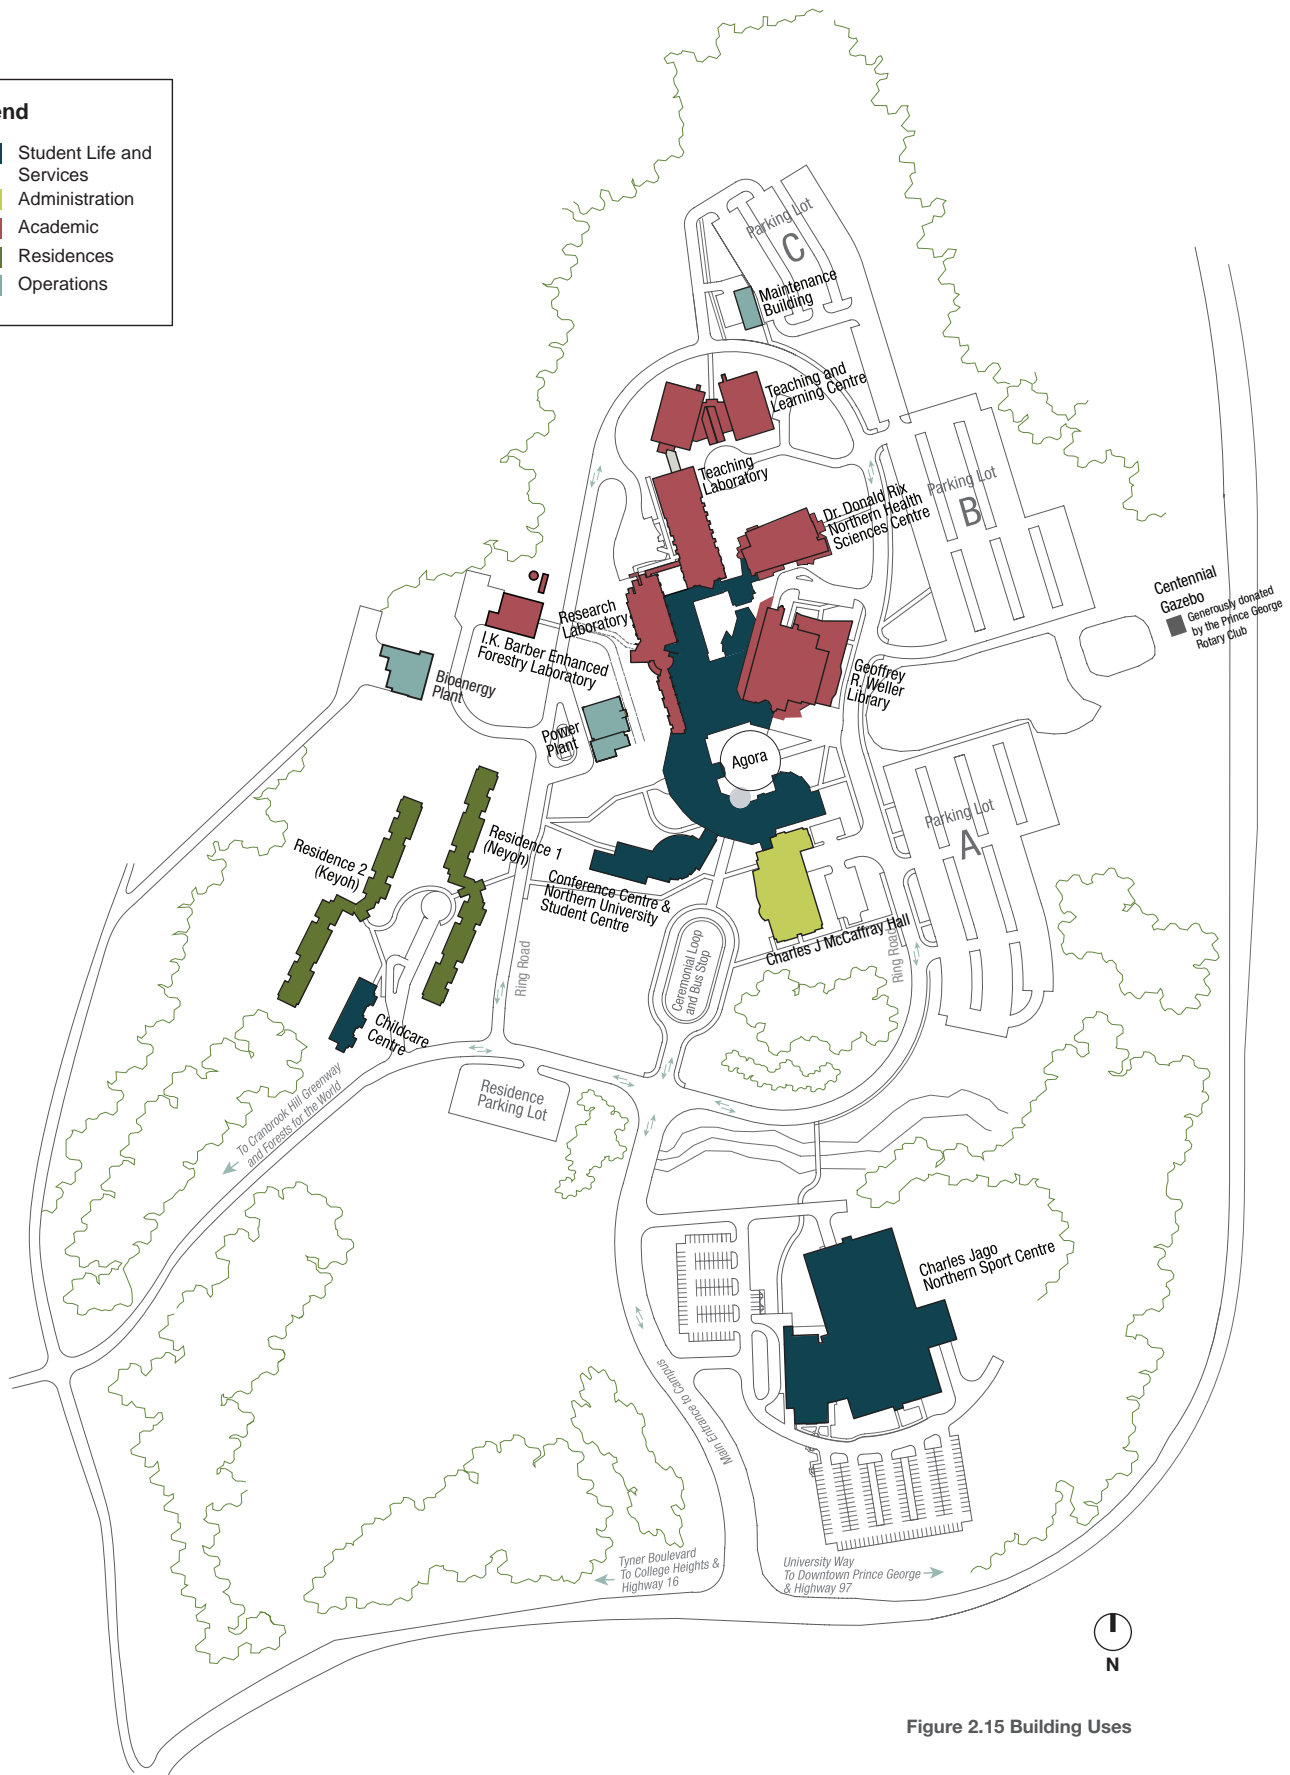 end
Student Life and
Services
Administration
Academic
Residences
Operations
Parking Lot
C
Maintenance
Building
Teaching and
Learning Centre
Teaching
Laboratory
Parking Lot
B
Dr. Donald Rix
Northern Health
Sciences Centre
Centennial
Gazebo
Generously donated
by the Prince George
Rotary Club
Research
Laboratory
I.K. Barber Enhanced
Forestry Laboratory
Bioenergy
Plant
Geoffrey
R. Weller
Library
Power
Plant
Agora
Parking Lot
A
Residence 1
(Neyoh)
Residence 2
(Keyoh)
Conference Centre &
Northern University
Student Centre
Charles J McCaffray Hall
Ring Road
Ring Road
Ceremonial Loop
and Bus Stop
Childcare
Centre
To Cranbrook Hill Greenway
and Forests for the World
Residence
Parking Lot
Charles Jago
Northern Sport Centre
Main Entrance to Campus
Tyner Boulevard
To College Heights &
Highway 16
University Way
To Downtown Prince George
& Highway 97
N
Figure 2.15 Building Uses